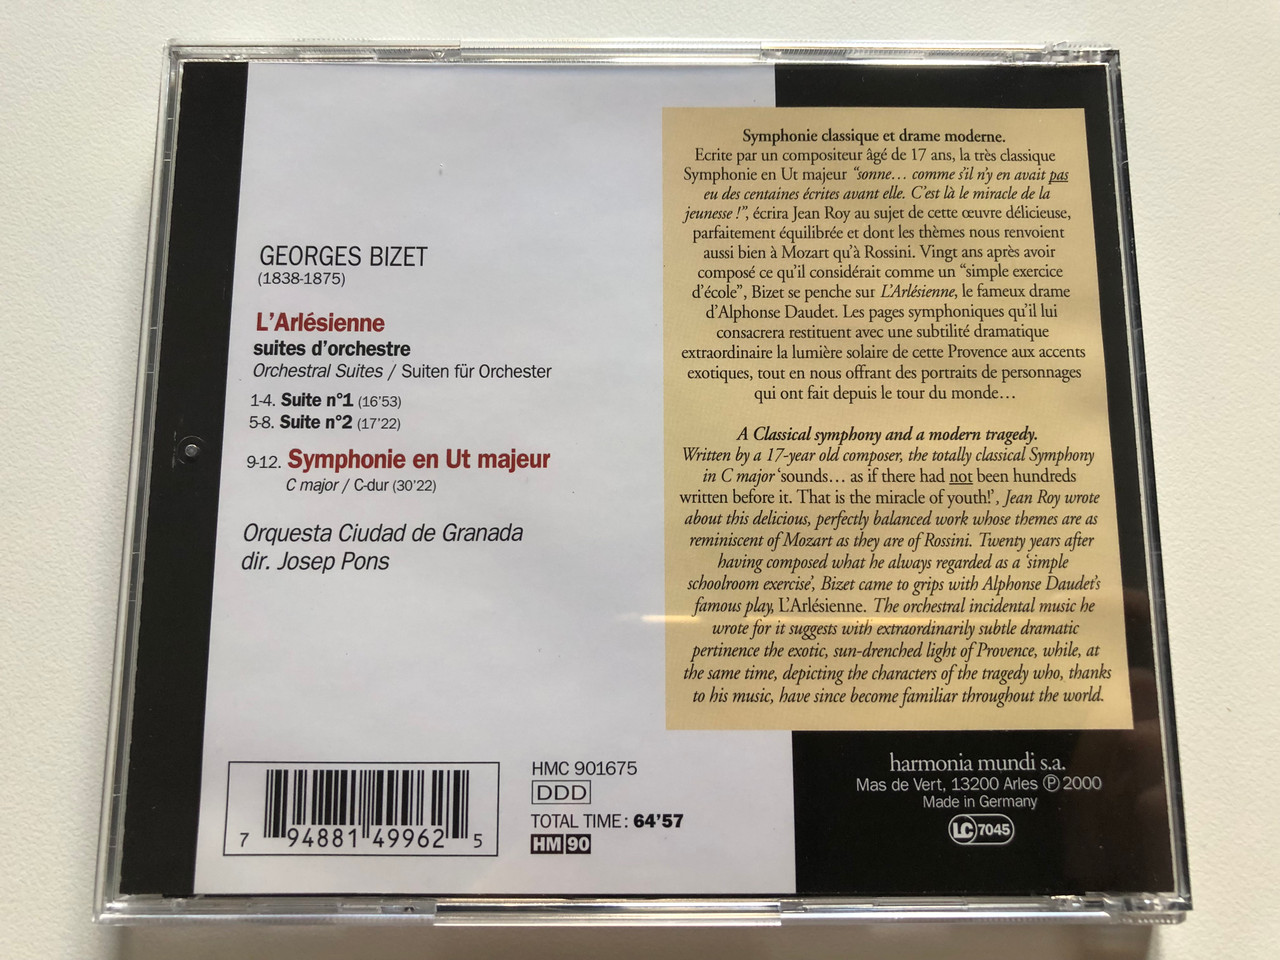 GEORGES BIZET
(1838-1875)
L'Arlésienne
suites d'orchestre
Orchestral Suites / Suiten für Orchester
1-4. Suite n°1 (16'53)
5-8. Suite n°2 (17'22)
9-12. Symphonie en Ut majeur
C major / C-dur (30'22)
Orquesta Ciudad de Granada
dir. Josep Pons
7 94881 49962 5
HMC 901675
DDD
TOTAL TIME: 64'57
HM 90
Symphonie classique et drame moderne.
Ecrite par un compositeur âgé de 17 ans, la très classique
Symphonie en Ut majeur "sonne… comme s'il n'y en avait pas
eu des centaines écrites avant elle. C'est là le miracle de la
jeunesse !", écrira Jean Roy au sujet de cette œuvre délicieuse,
parfaitement équilibrée et dont les thèmes nous renvoient
aussi bien à Mozart qu'à Rossini. Vingt ans après avoir
composé ce qu'il considérait comme un "simple exercice
d'école", Bizet se penche sur L'Arlésienne, le fameux drame
d'Alphonse Daudet. Les pages symphoniques qu'il lui
consacrera restituent avec une subtilité dramatique
extraordinaire la lumière solaire de cette Provence aux accents
exotiques, tout en nous offrant des portraits de personnages
qui ont fait depuis le tour du monde…
A Classical symphony and a modern tragedy.
Written by a 17-year old composer, the totally classical Symphony
in C major 'sounds… as if there had not been hundreds
written before it. That is the miracle of youth!', Jean Roy wrote
about this delicious, perfectly balanced work whose themes are as
reminiscent of Mozart as they are of Rossini. Twenty years after
having composed what he always regarded as a 'simple
schoolroom exercise', Bizet came to grips with Alphonse Daudet's
famous play, L'Arlésienne. The orchestral incidental music he
wrote for it suggests with extraordinarily subtle dramatic
pertinence the exotic, sun-drenched light of Provence, while, at
the same time, depicting the characters of the tragedy who, thanks
to his music, have since become familiar throughout the world.
harmonia mundi s.a.
Mas de Vert, 13200 Arles ℗ 2000
Made in Germany
LC 7045